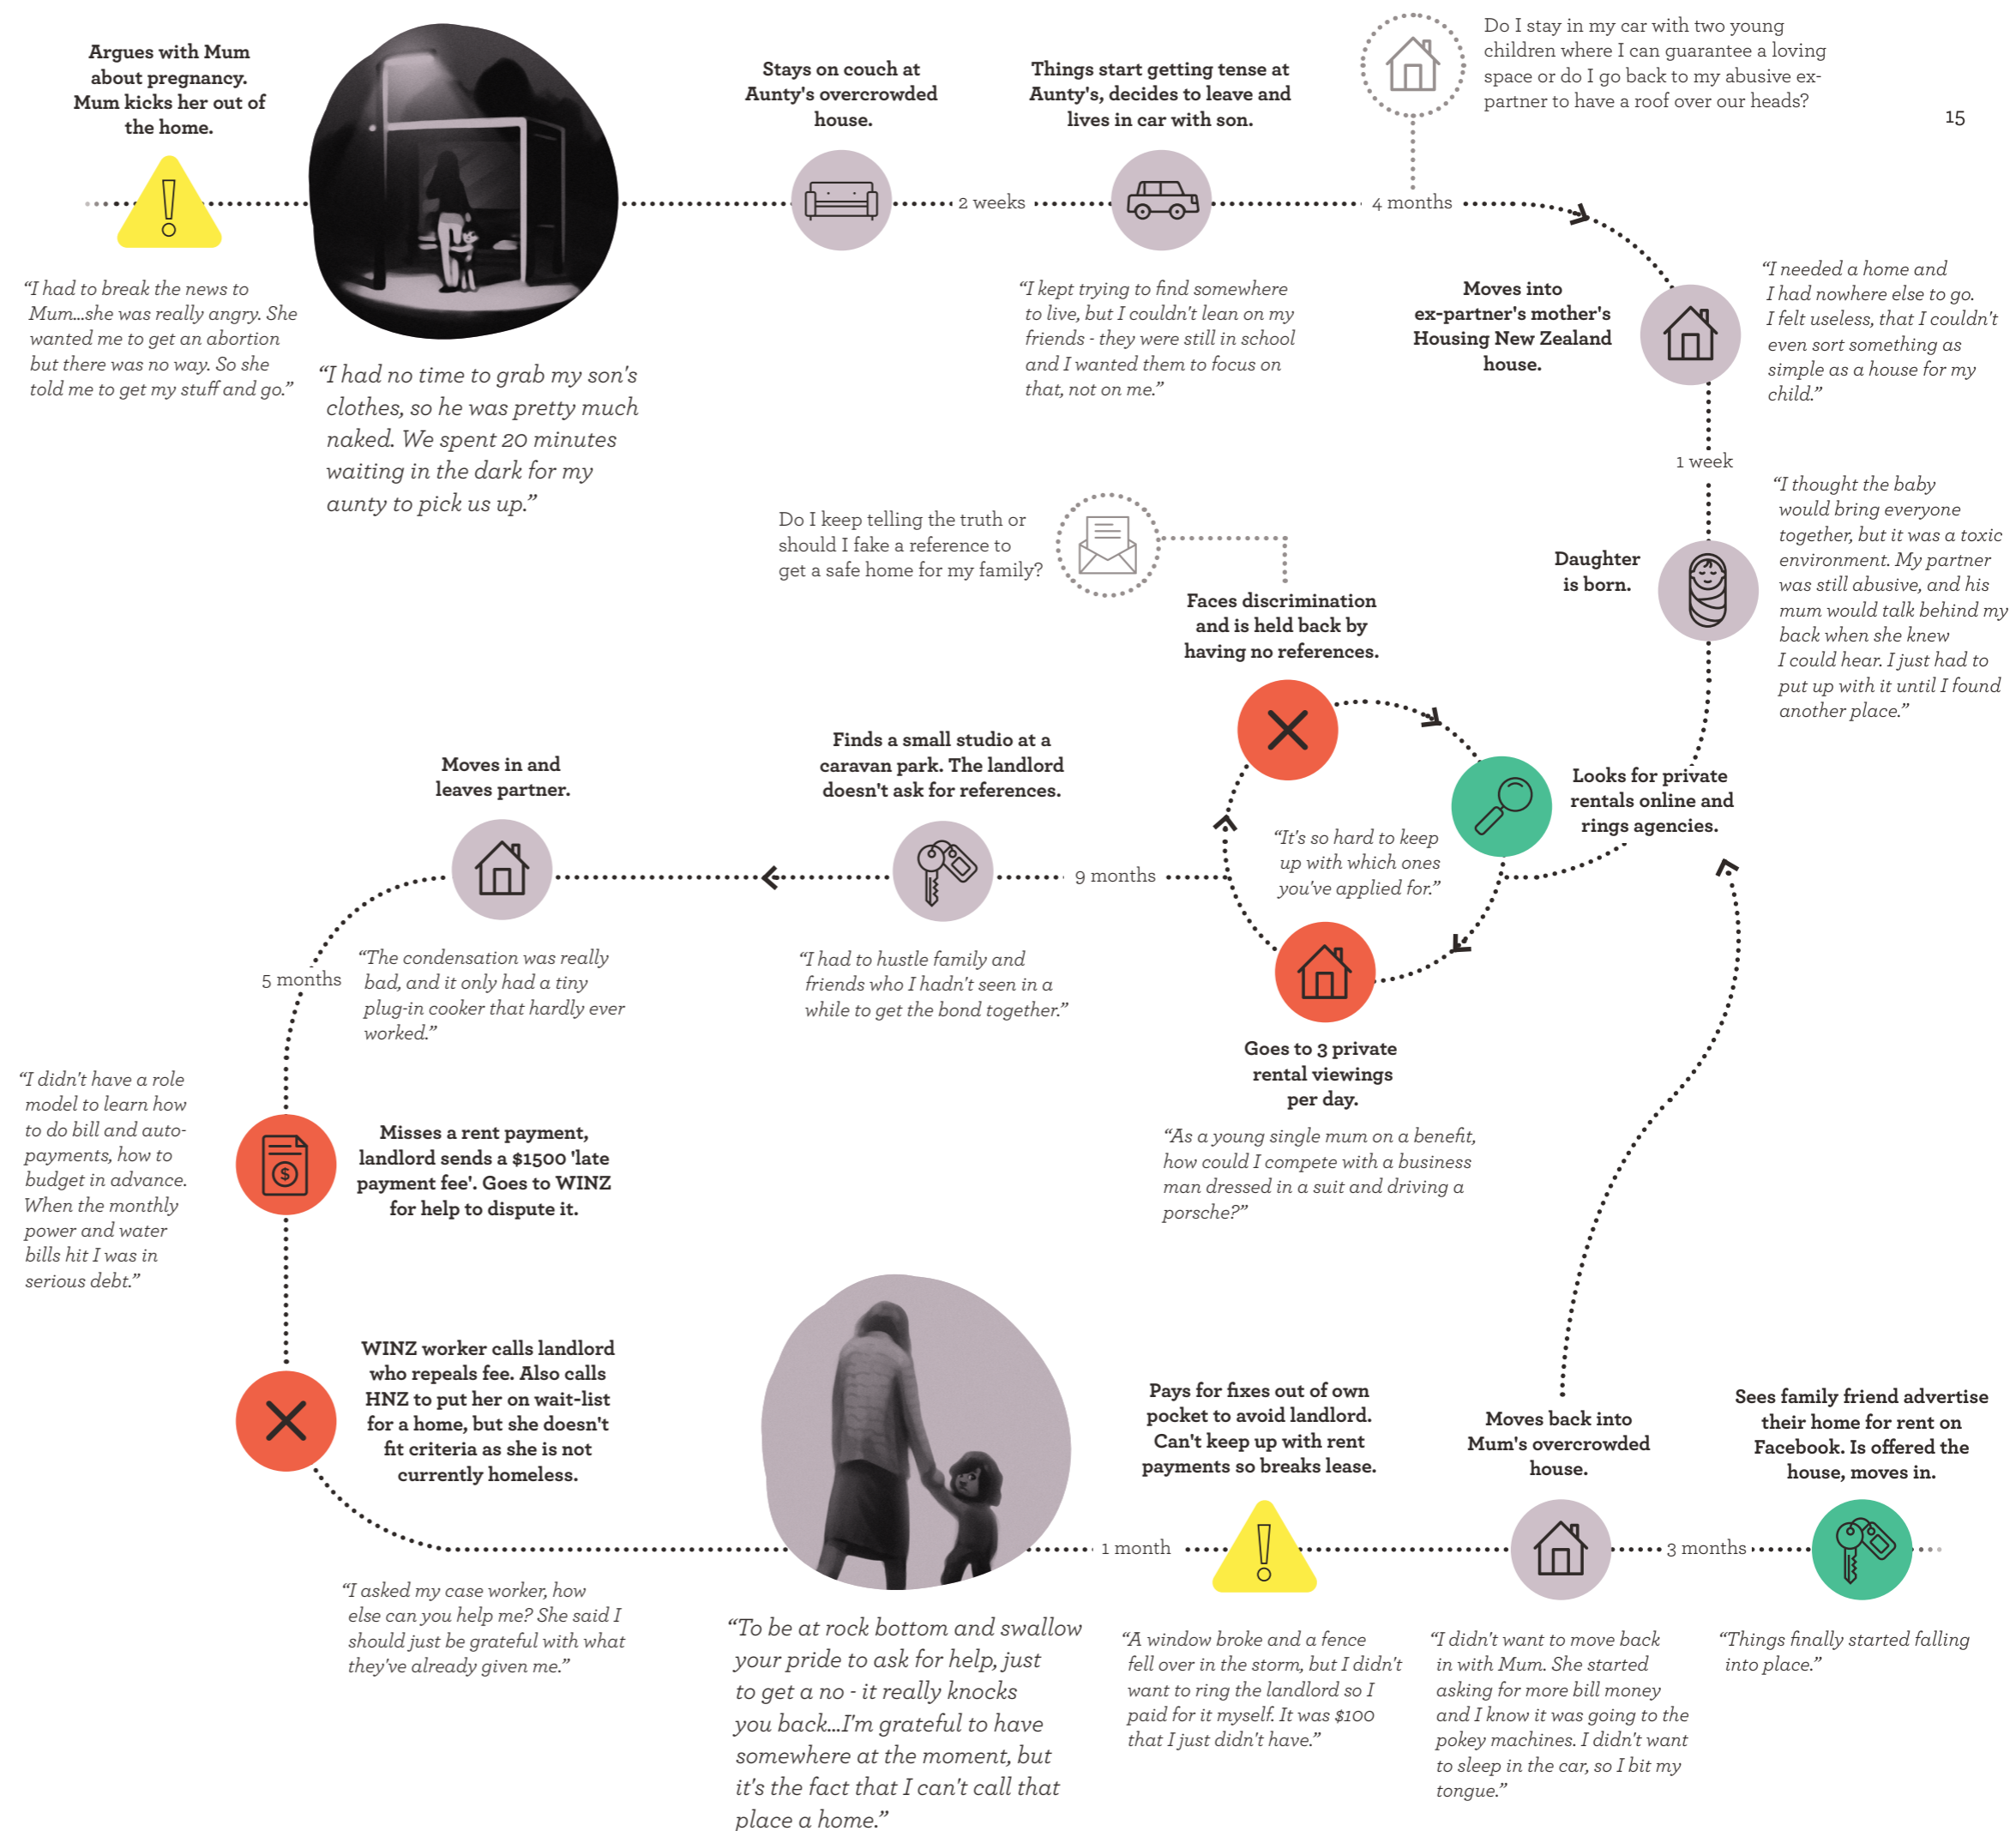 15
Argues with Mum
about pregnancy.
Mum kicks her out of
the home.
“I had to break the news to
Mum...she was really angry. She
wanted me to get an abortion
but there was no way. So she
told me to get my stuff and go.”
“I had no time to grab my son's
clothes, so he was pretty much
naked. We spent 20 minutes
waiting in the dark for my
aunty to pick us up.”
Stays on couch at
Aunty's overcrowded
house.
2 weeks
Things start getting tense at
Aunty's, decides to leave and
lives in car with son.
“I kept trying to find somewhere
to live, but I couldn't lean on my
friends - they were still in school
and I wanted them to focus on
that, not on me.”
4 months
Do I stay in my car with two young
children where I can guarantee a loving
space or do I go back to my abusive ex-
partner to have a roof over our heads?
Moves into
ex-partner's mother's
Housing New Zealand
house.
“I needed a home and
I had nowhere else to go.
I felt useless, that I couldn't
even sort something as
simple as a house for my
child.”
1 week
Daughter
is born.
“I thought the baby
would bring everyone
together, but it was a toxic
environment. My partner
was still abusive, and his
mum would talk behind my
back when she knew
I could hear. I just had to
put up with it until I found
another place.”
Looks for private
rentals online and
rings agencies.
“It's so hard to keep
up with which ones
you've applied for.”
Goes to 3 private
rental viewings
per day.
“As a young single mum on a benefit,
how could I compete with a business
man dressed in a suit and driving a
porsche?”
Faces discrimination
and is held back by
having no references.
Do I keep telling the truth or
should I fake a reference to
get a safe home for my family?
9 months
Finds a small studio at a
caravan park. The landlord
doesn't ask for references.
“I had to hustle family and
friends who I hadn't seen in a
while to get the bond together.”
Moves in and
leaves partner.
“The condensation was really
bad, and it only had a tiny
plug-in cooker that hardly ever
worked.”
5 months
Misses a rent payment,
landlord sends a $1500 'late
payment fee'. Goes to WINZ
for help to dispute it.
$
“I didn't have a role
model to learn how
to do bill and auto-
payments, how to
budget in advance.
When the monthly
power and water
bills hit I was in
serious debt.”
WINZ worker calls landlord
who repeals fee. Also calls
HNZ to put her on wait-list
for a home, but she doesn't
fit criteria as she is not
currently homeless.
“I asked my case worker, how
else can you help me? She said I
should just be grateful with what
they've already given me.”
“To be at rock bottom and swallow
your pride to ask for help, just
to get a no - it really knocks
you back...I'm grateful to have
somewhere at the moment, but
it's the fact that I can't call that
place a home.”
1 month
Pays for fixes out of own
pocket to avoid landlord.
Can't keep up with rent
payments so breaks lease.
“A window broke and a fence
fell over in the storm, but I didn't
want to ring the landlord so I
paid for it myself. It was $100
that I just didn't have.”
Moves back into
Mum's overcrowded
house.
“I didn't want to move back
in with Mum. She started
asking for more bill money
and I know it was going to the
pokey machines. I didn't want
to sleep in the car, so I bit my
tongue.”
3 months
Sees family friend advertise
their home for rent on
Facebook. Is offered the
house, moves in.
“Things finally started falling
into place.”